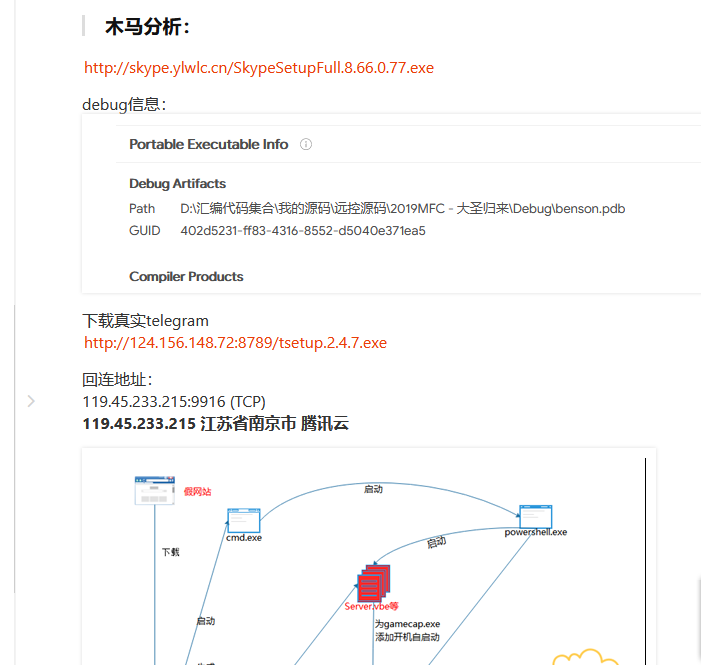 木马分析：
http://skype.ylwlc.cn/SkypeSetupFull.8.66.0.77.exe
debug信息：
Portable Executable Info
Debug Artifacts
Path D:\汇编代码集合\我的源码\远控源码\2019MFC - 大圣归来\Debug\benson.pdb
GUID 402d5231-ff83-4316-8552-d5040e371ea5
Compiler Products
下载真实telegram
http://124.156.148.72:8789/tsetup.2.4.7.exe
回连地址：
119.45.233.215:9916 (TCP)
119.45.233.215 江苏省南京市 腾讯云
假网站
启动
cmd.exe
powershell.exe
下载
启动
Server.vbe等
启动
为gamecap.exe
添加开机自启动